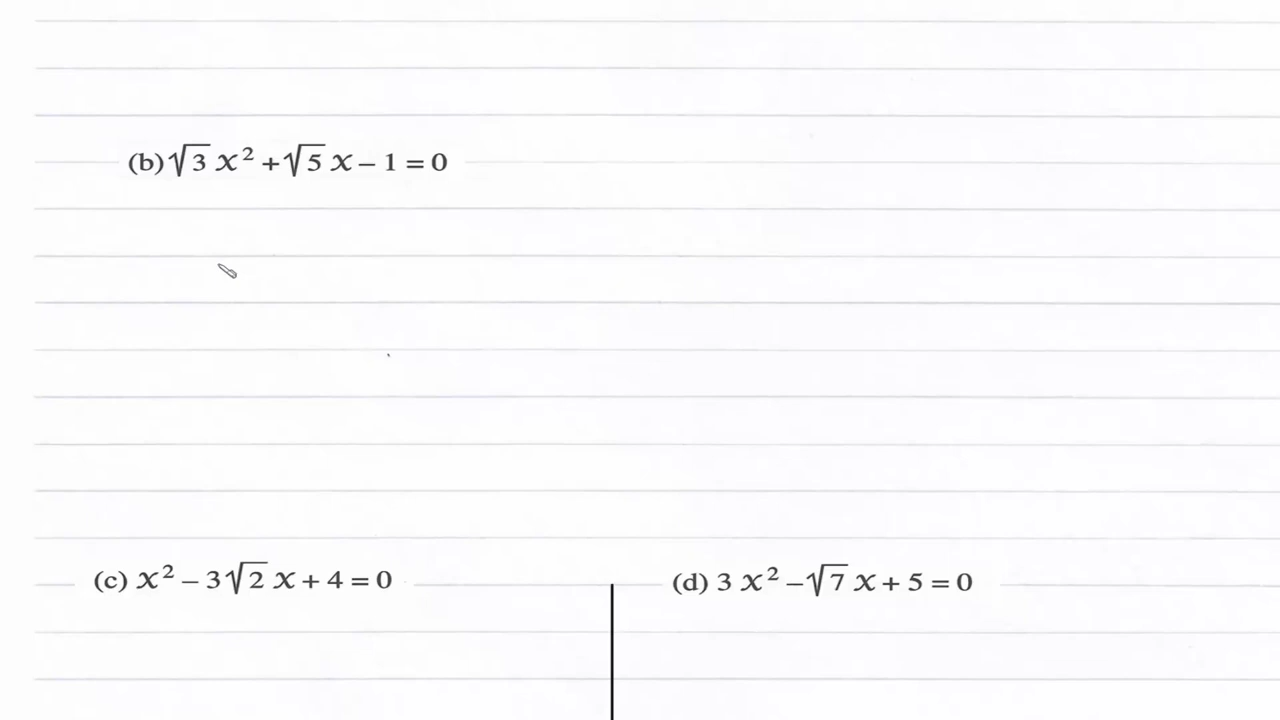 (b) √3 x² + √5 x − 1 = 0
(c) x² − 3√2 x + 4 = 0
(d) 3 x² − √7 x + 5 = 0